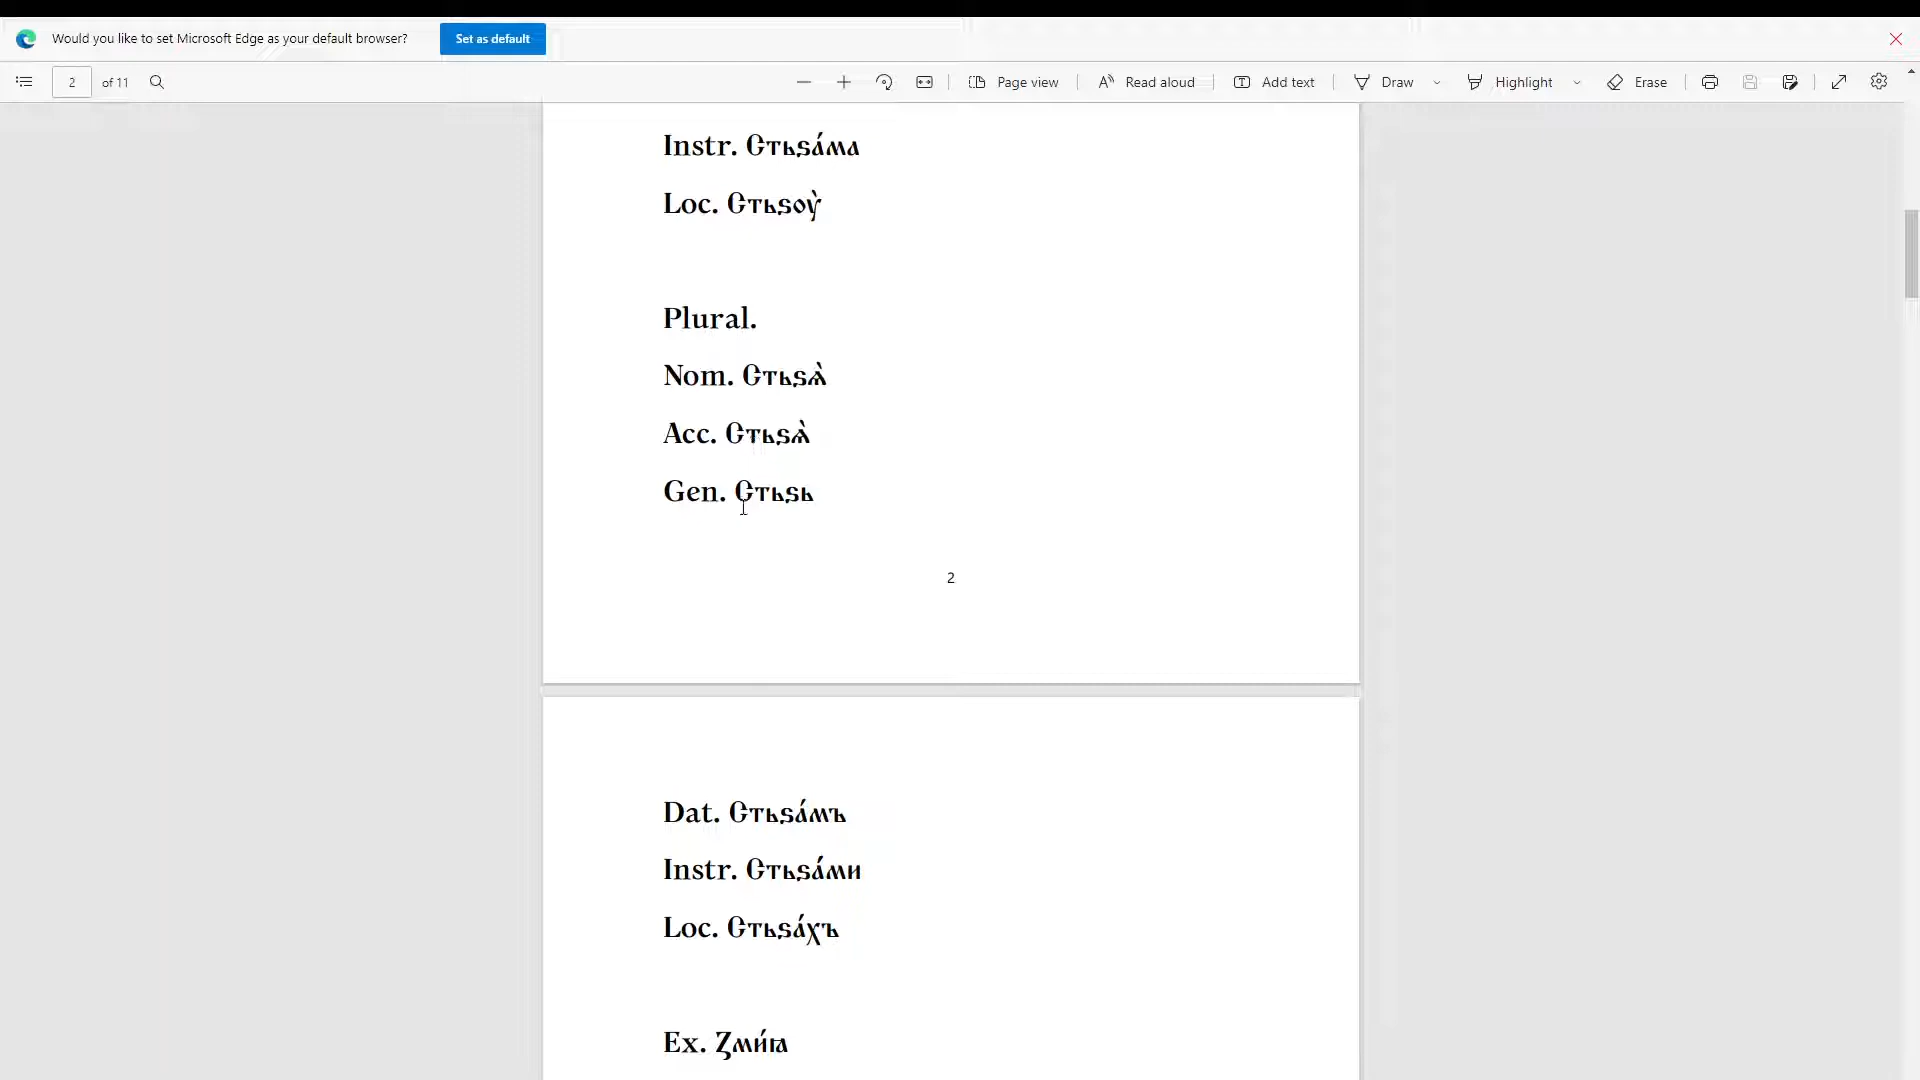 Would you like to set Microsoft Edge as your default browser? Set as default
2 of 11 Page view Read aloud Add text Draw Highlight Erase
Instr. Стьѕа́ма
Loc. Стьѕоу̀
Plural.
Nom. Стьѕѧ̀
Acc. Стьѕѧ̀
Gen. Стьѕь
2
Dat. Стьѕа́мъ
Instr. Стьѕа́ми
Loc. Стьѕа́хъ
Ex. Ꙁми́ꙗ